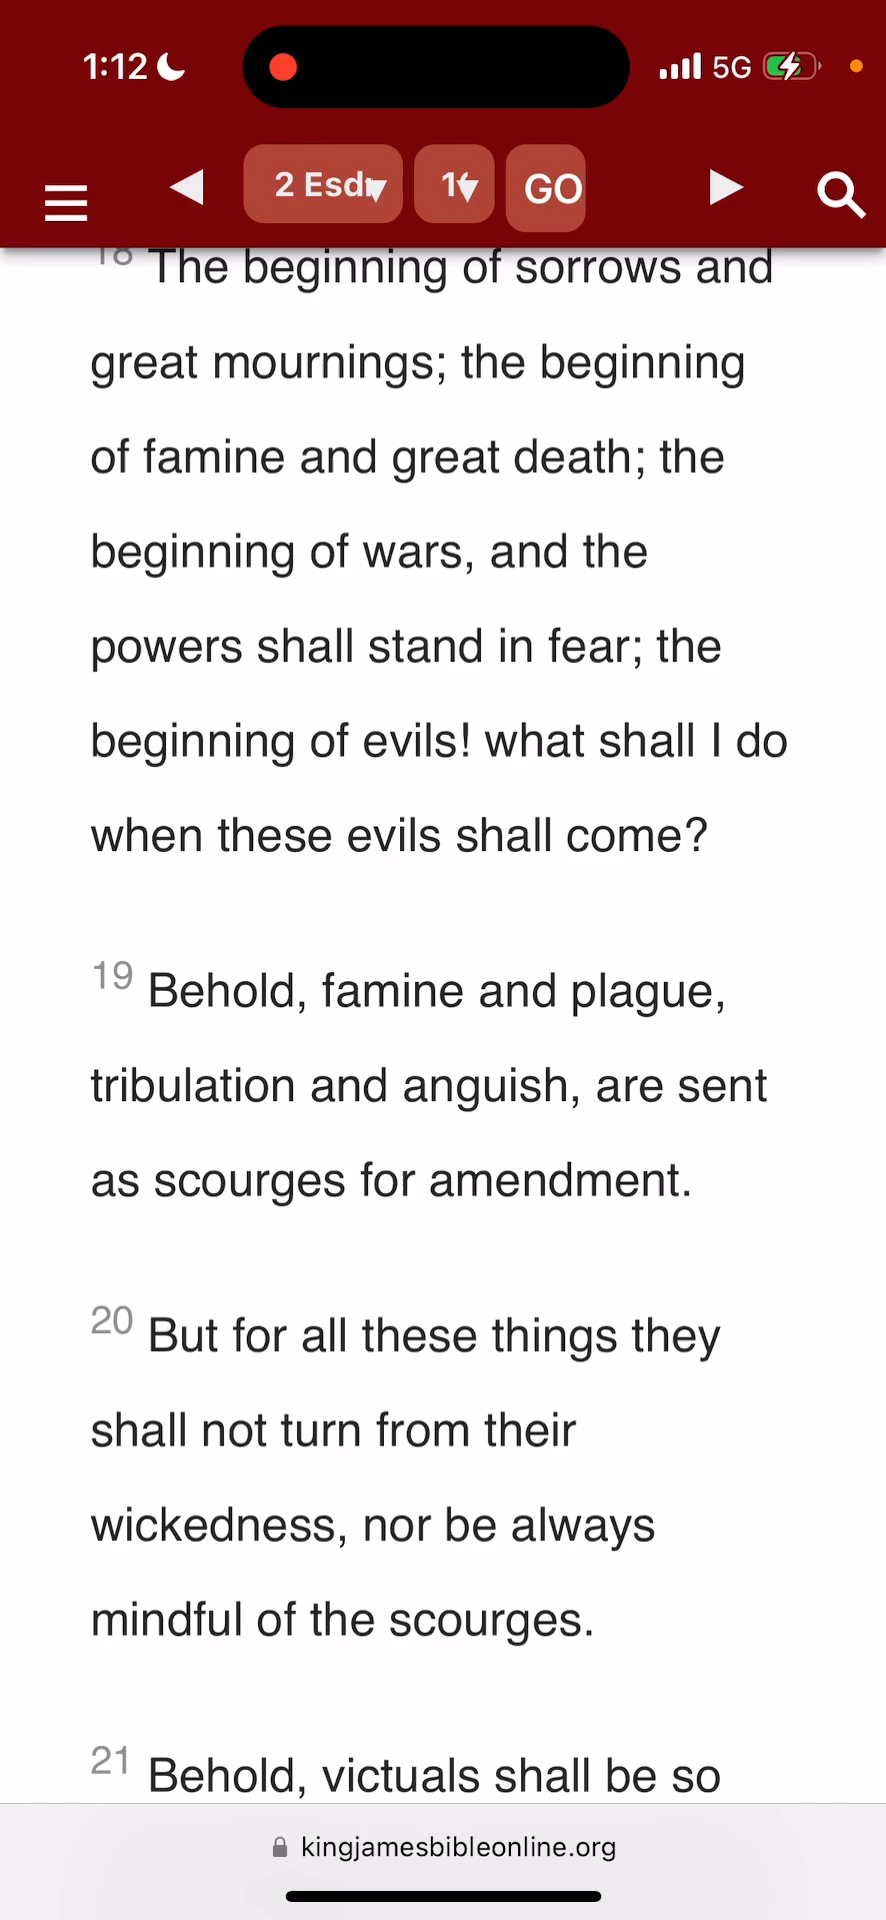 1:12
5G
2 Esdr
GO
18 The beginning of sorrows and
great mournings; the beginning
of famine and great death; the
beginning of wars, and the
powers shall stand in fear; the
beginning of evils! what shall I do
when these evils shall come?
19 Behold, famine and plague,
tribulation and anguish, are sent
as scourges for amendment.
20 But for all these things they
shall not turn from their
wickedness, nor be always
mindful of the scourges.
21 Behold, victuals shall be so
kingjamesbibleonline.org